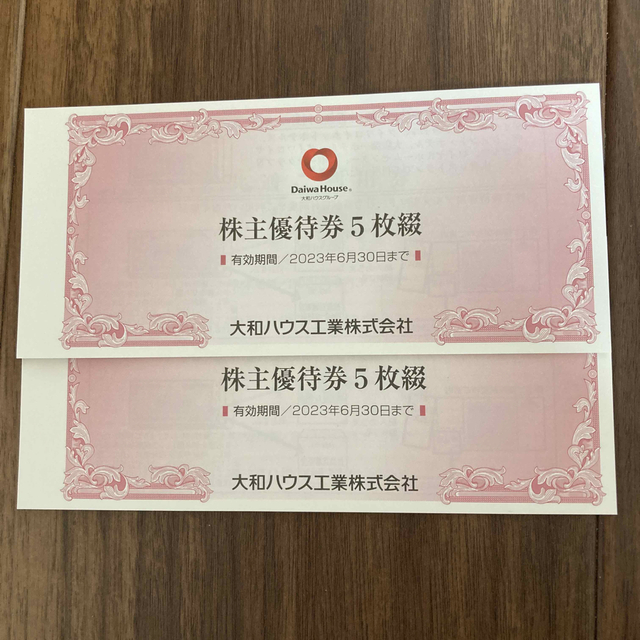 Daiwa House®
大和ハウスグループ
株主優待券5枚綴
有効期間/2023年6月30日まで
大和ハウス工業株式会社
株主優待券5枚綴
有効期間/2023年6月30日まで
大和ハウス工業株式会社